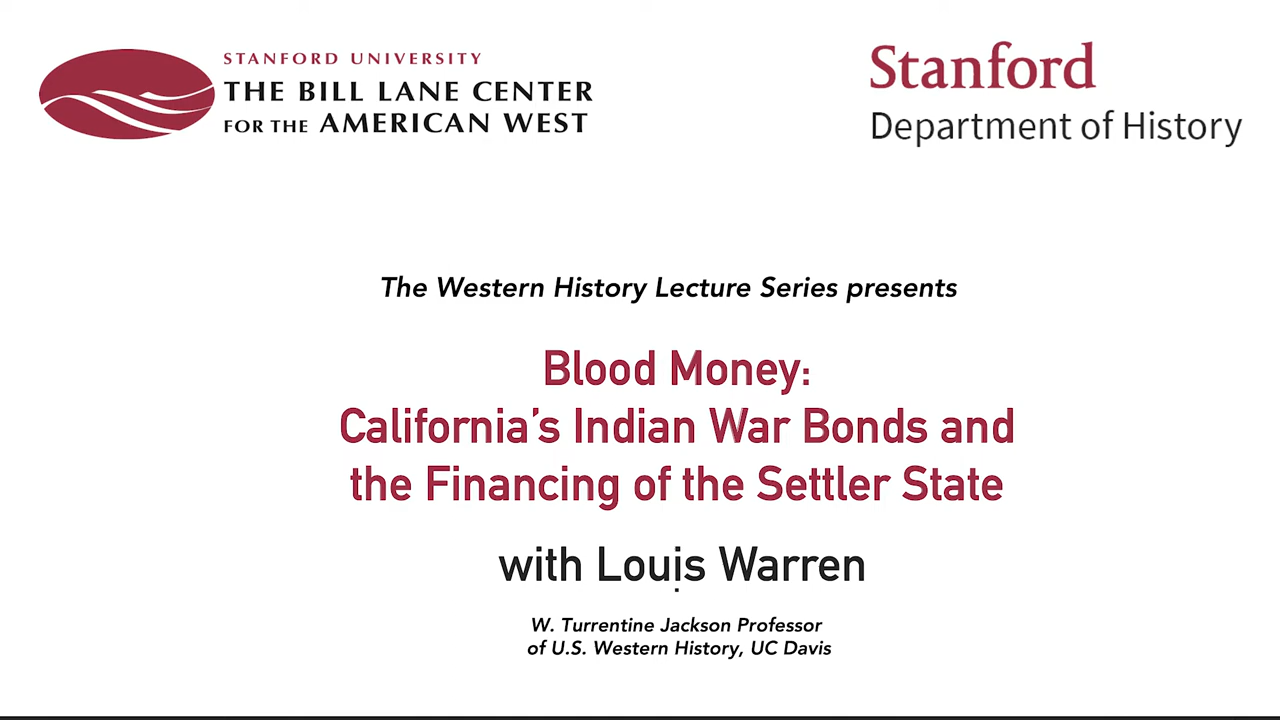 STANFORD UNIVERSITY
THE BILL LANE CENTER
FOR THE AMERICAN WEST
Stanford
Department of History
The Western History Lecture Series presents
Blood Money:
California's Indian War Bonds and
the Financing of the Settler State
with Louis Warren
W. Turrentine Jackson Professor
of U.S. Western History, UC Davis